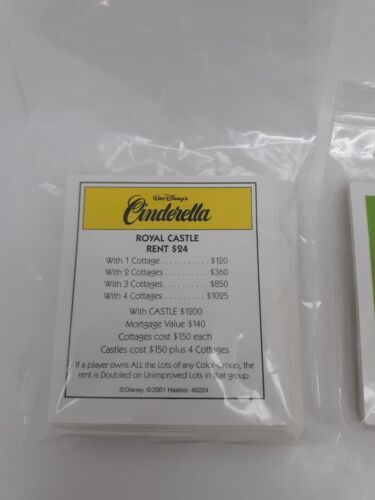 Walt Disney's
Cinderella
ROYAL CASTLE
RENT $24
With 1 Cottage . . . . . . . . . . $120
With 2 Cottages . . . . . . . . . $360
With 3 Cottages . . . . . . . . . $850
With 4 Cottages . . . . . . . . . $1025
With CASTLE $1200
Mortgage Value $140
Cottages cost $150 each
Castles cost $150 plus 4 Cottages
If a player owns ALL the Lots of any Color-Group, the
rent is Doubled on Unimproved Lots in that group.
© Disney. © 2001 Hasbro. 40224